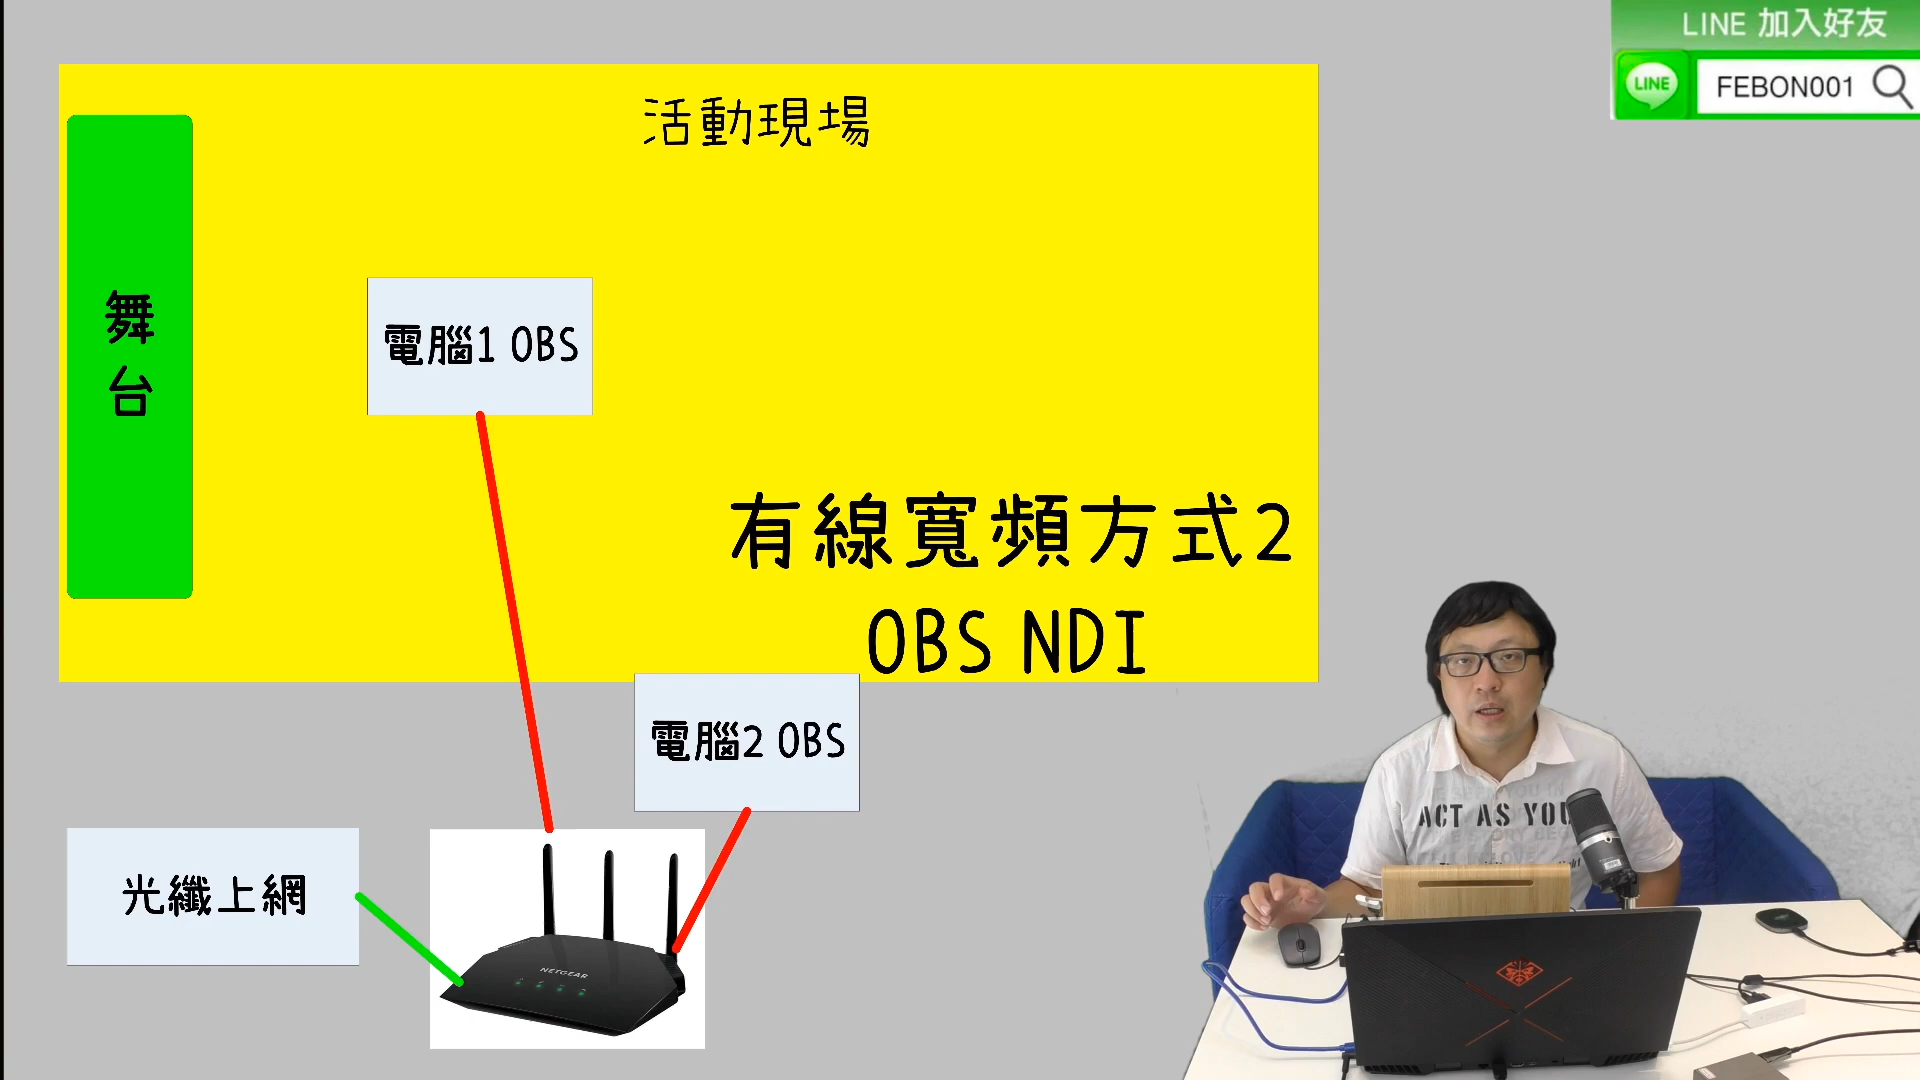 LINE 加入好友
LINE
FEBON001
活動現場
舞台
電腦1 OBS
有線寬頻方式2
OBS NDI
電腦2 OBS
光纖上網
NETGEAR
ACT AS YOU